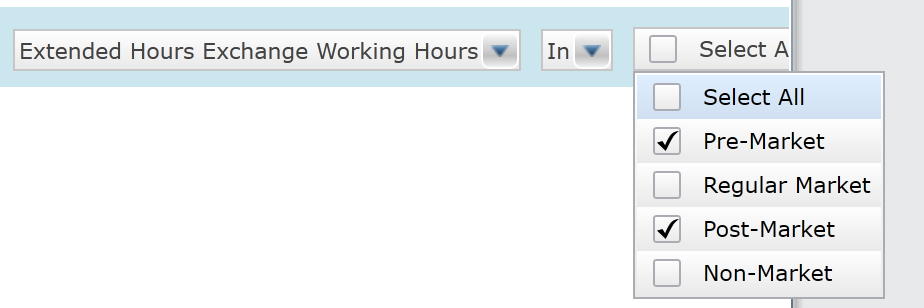 Extended Hours Exchange Working Hours In Select A
Select All
Pre-Market
Regular Market
Post-Market
Non-Market